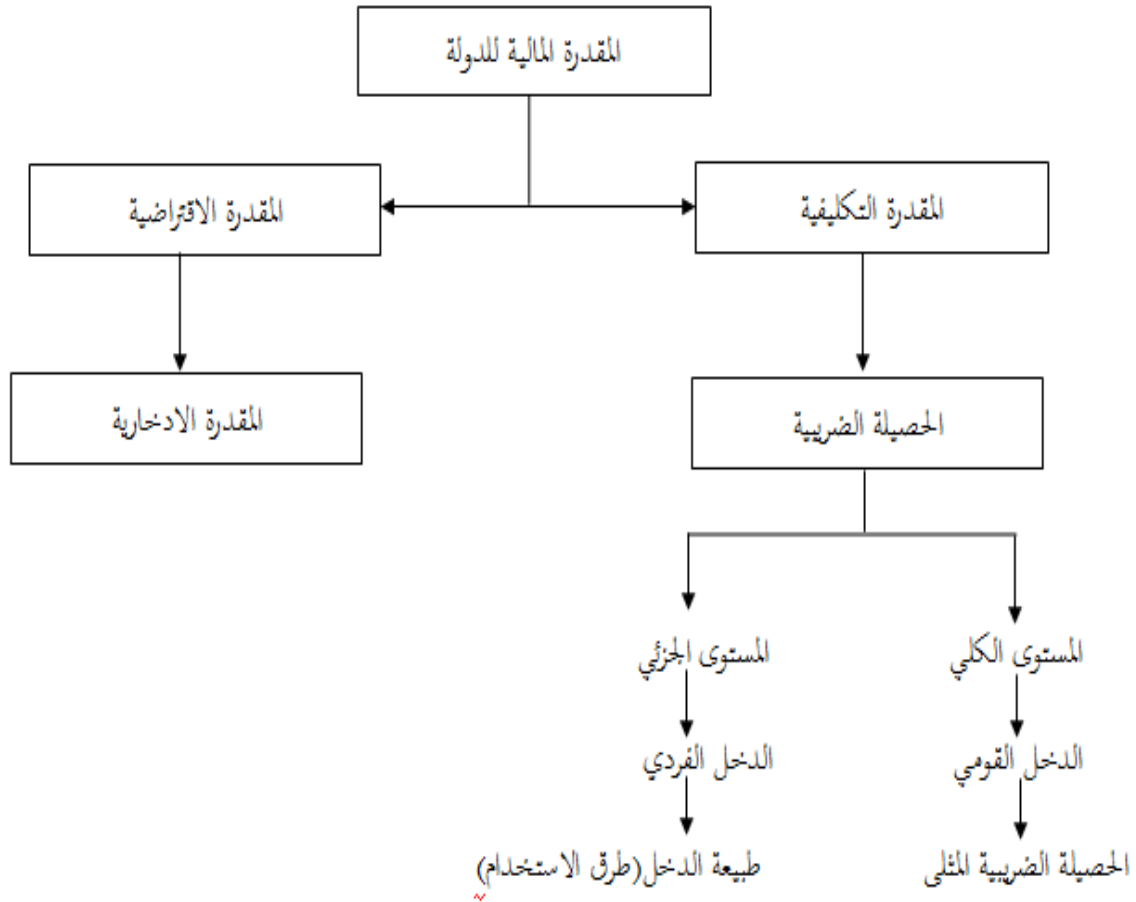 المقدرة المالية للدولة
المقدرة التكليفية
المقدرة الاقتراضية
الحصيلة الضريبية
المقدرة الادخارية
المستوى الكلي
المستوى الجزئي
الدخل القومي
الدخل الفردي
الحصيلة الضريبية المثلى
طبيعة الدخل(طرق الاستخدام)